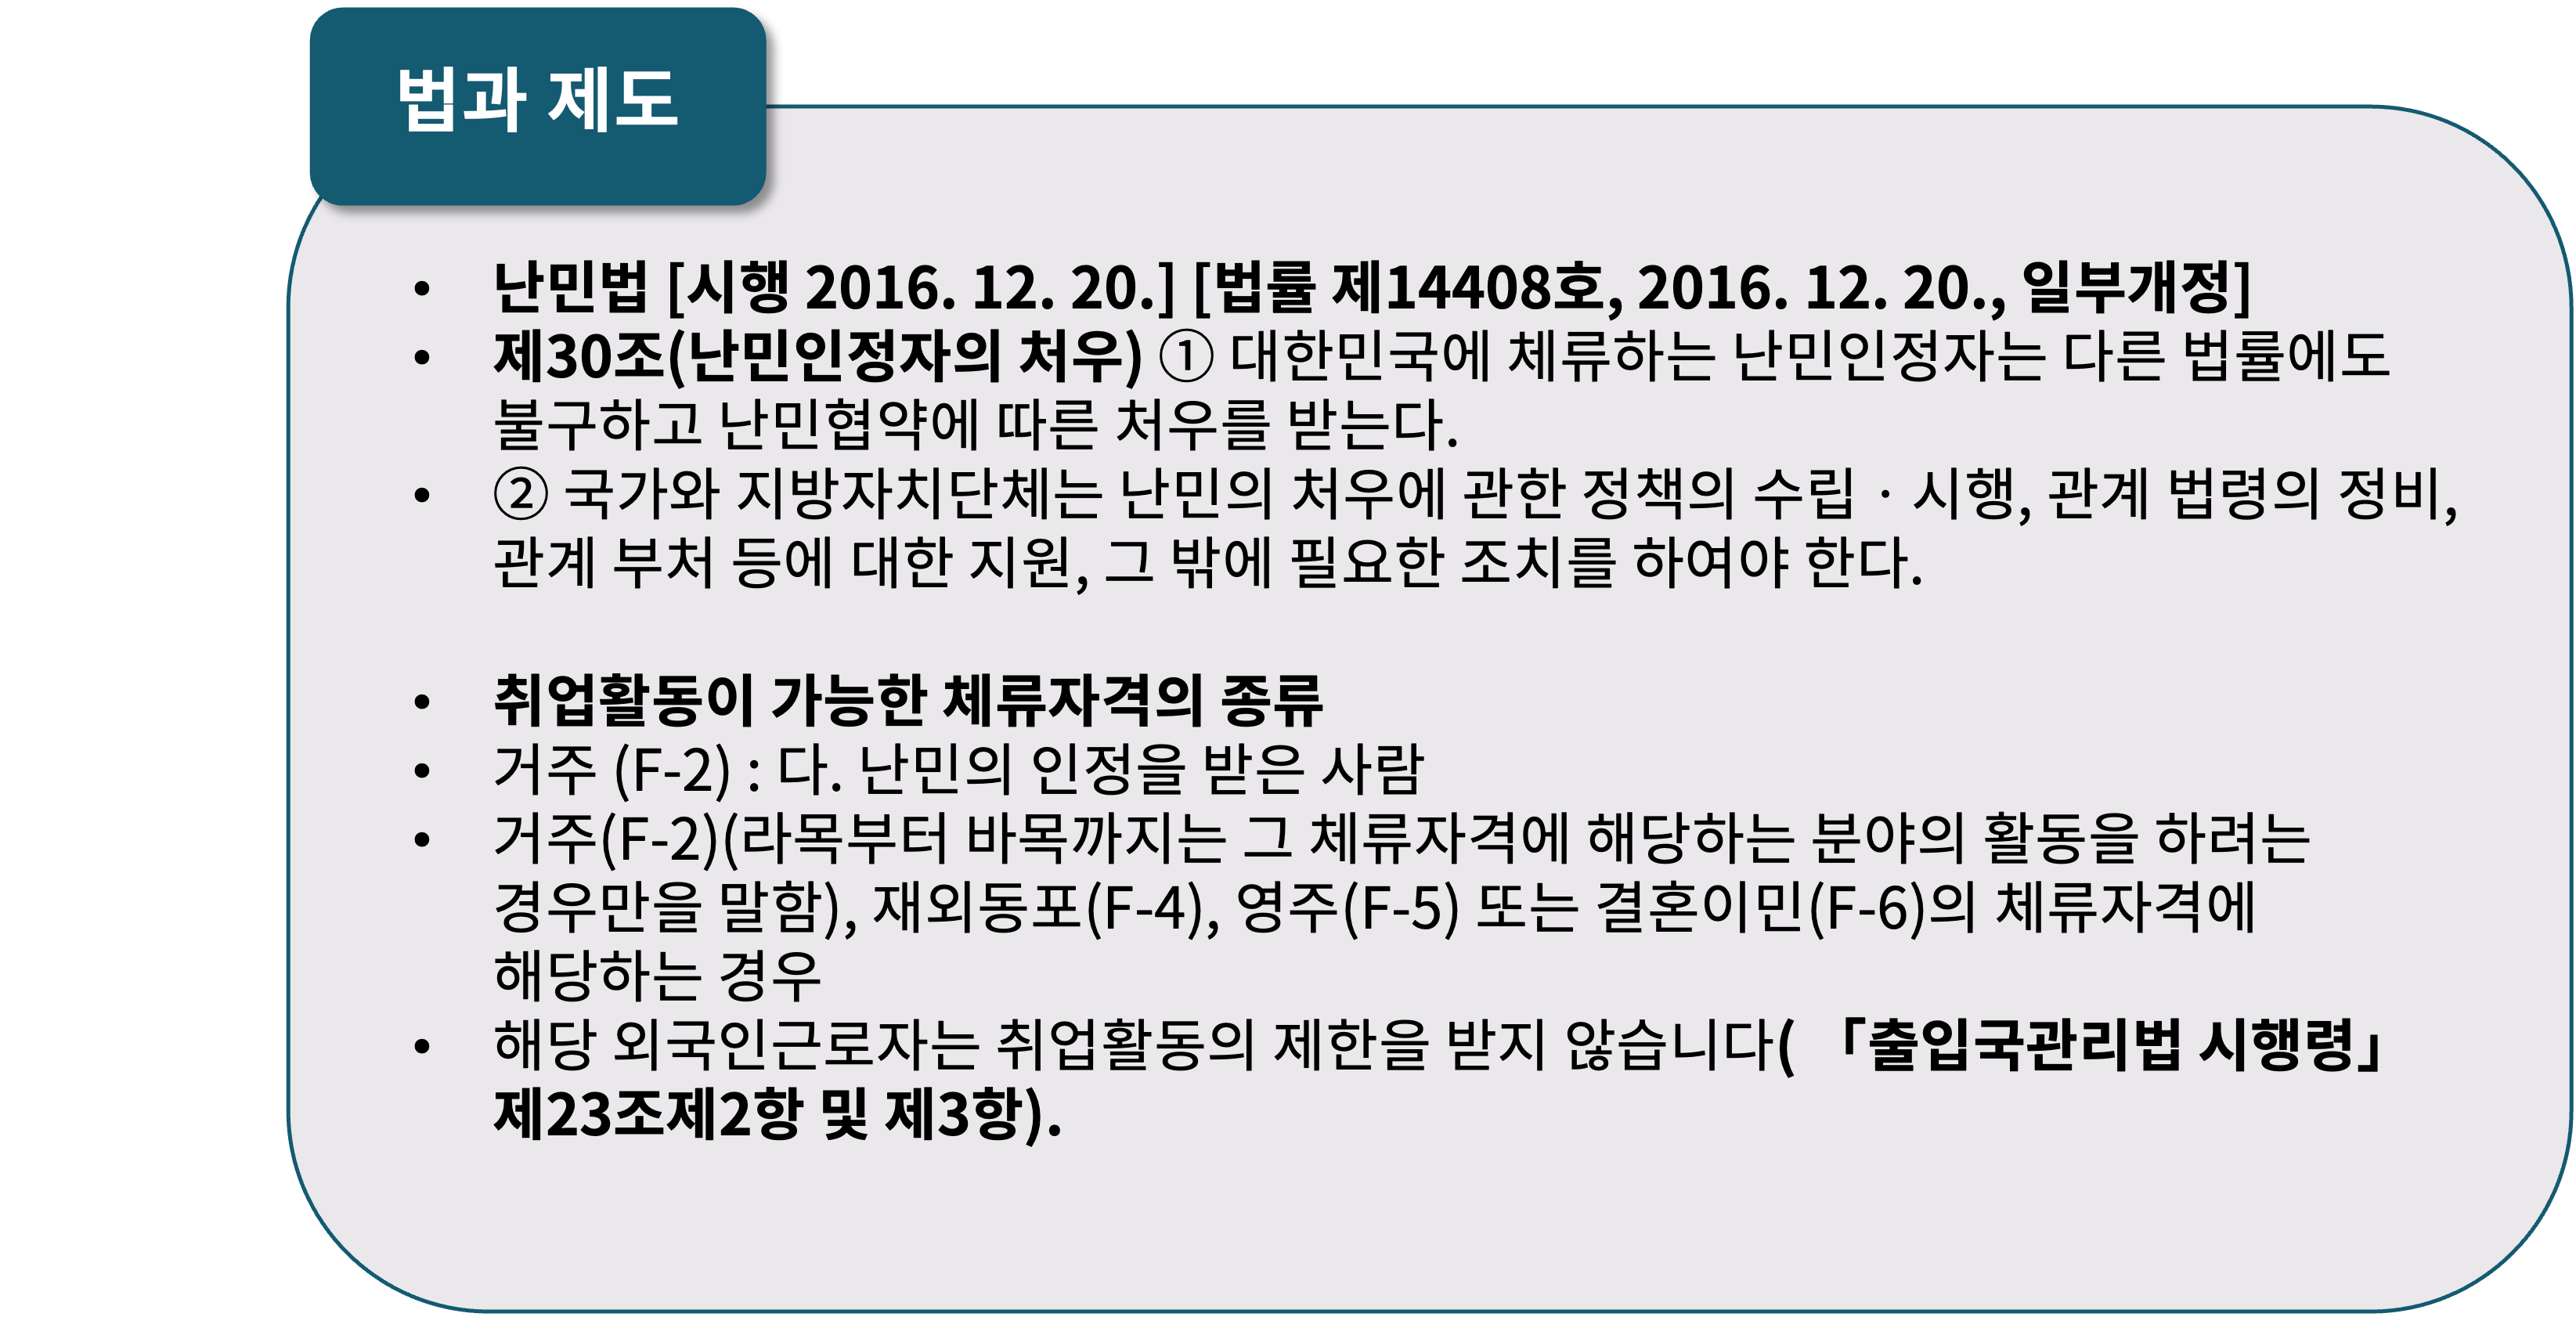 법과 제도
• 난민법 [시행 2016. 12. 20.] [법률 제14408호, 2016. 12. 20., 일부개정]
• 제30조(난민인정자의 처우) ① 대한민국에 체류하는 난민인정자는 다른 법률에도
불구하고 난민협약에 따른 처우를 받는다.
• ② 국가와 지방자치단체는 난민의 처우에 관한 정책의 수립 · 시행, 관계 법령의 정비,
관계 부처 등에 대한 지원, 그 밖에 필요한 조치를 하여야 한다.
• 취업활동이 가능한 체류자격의 종류
• 거주 (F-2) : 다. 난민의 인정을 받은 사람
• 거주(F-2)(라목부터 바목까지는 그 체류자격에 해당하는 분야의 활동을 하려는
경우만을 말함), 재외동포(F-4), 영주(F-5) 또는 결혼이민(F-6)의 체류자격에
해당하는 경우
• 해당 외국인근로자는 취업활동의 제한을 받지 않습니다( 「출입국관리법 시행령」
제23조제2항 및 제3항).